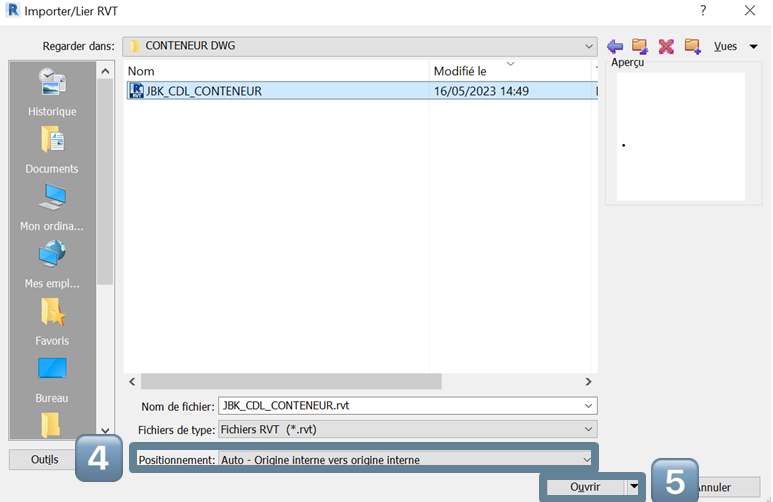 Importer/Lier RVT
Regarder dans: CONTENEUR DWG
Vues
Aperçu
Nom Modifié le
JBK_CDL_CONTENEUR 16/05/2023 14:49
Historique
Documents
Mon ordina...
Mes empl...
Favoris
Bureau
Nom de fichier: JBK_CDL_CONTENEUR.rvt
Fichiers de type: Fichiers RVT (*.rvt)
Outils
4
Positionnement: Auto - Origine interne vers origine interne
Ouvrir
5
nnuler